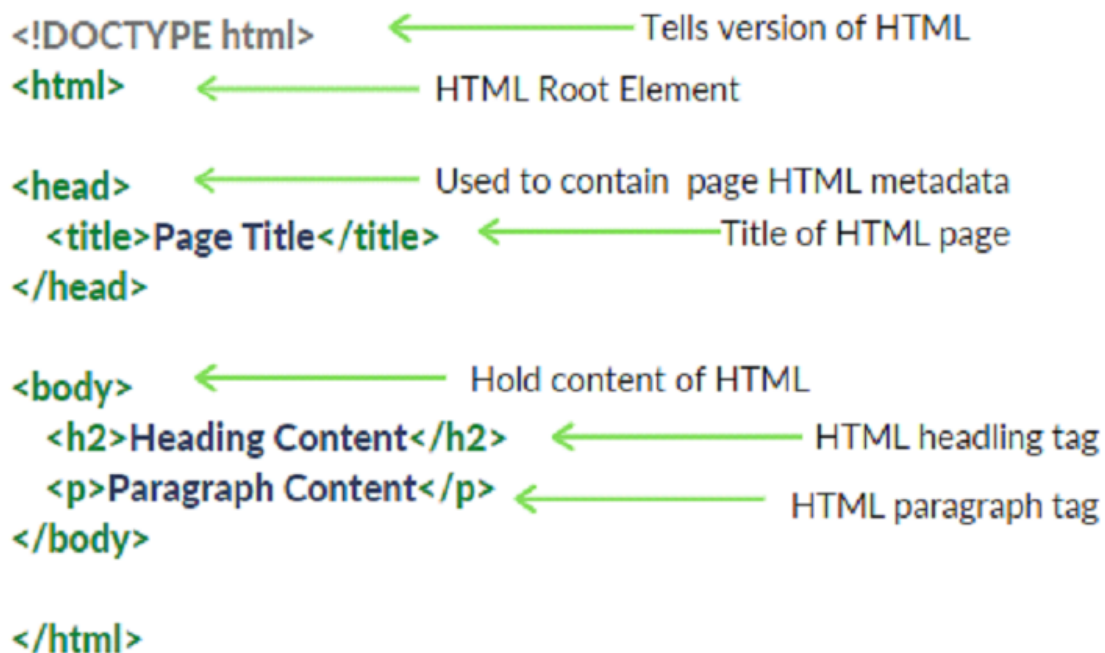 <!DOCTYPE html> Tells version of HTML
<html> HTML Root Element
<head> Used to contain page HTML metadata
<title>Page Title</title> Title of HTML page
</head>
<body> Hold content of HTML
<h2>Heading Content</h2> HTML headling tag
<p>Paragraph Content</p> HTML paragraph tag
</body>
</html>